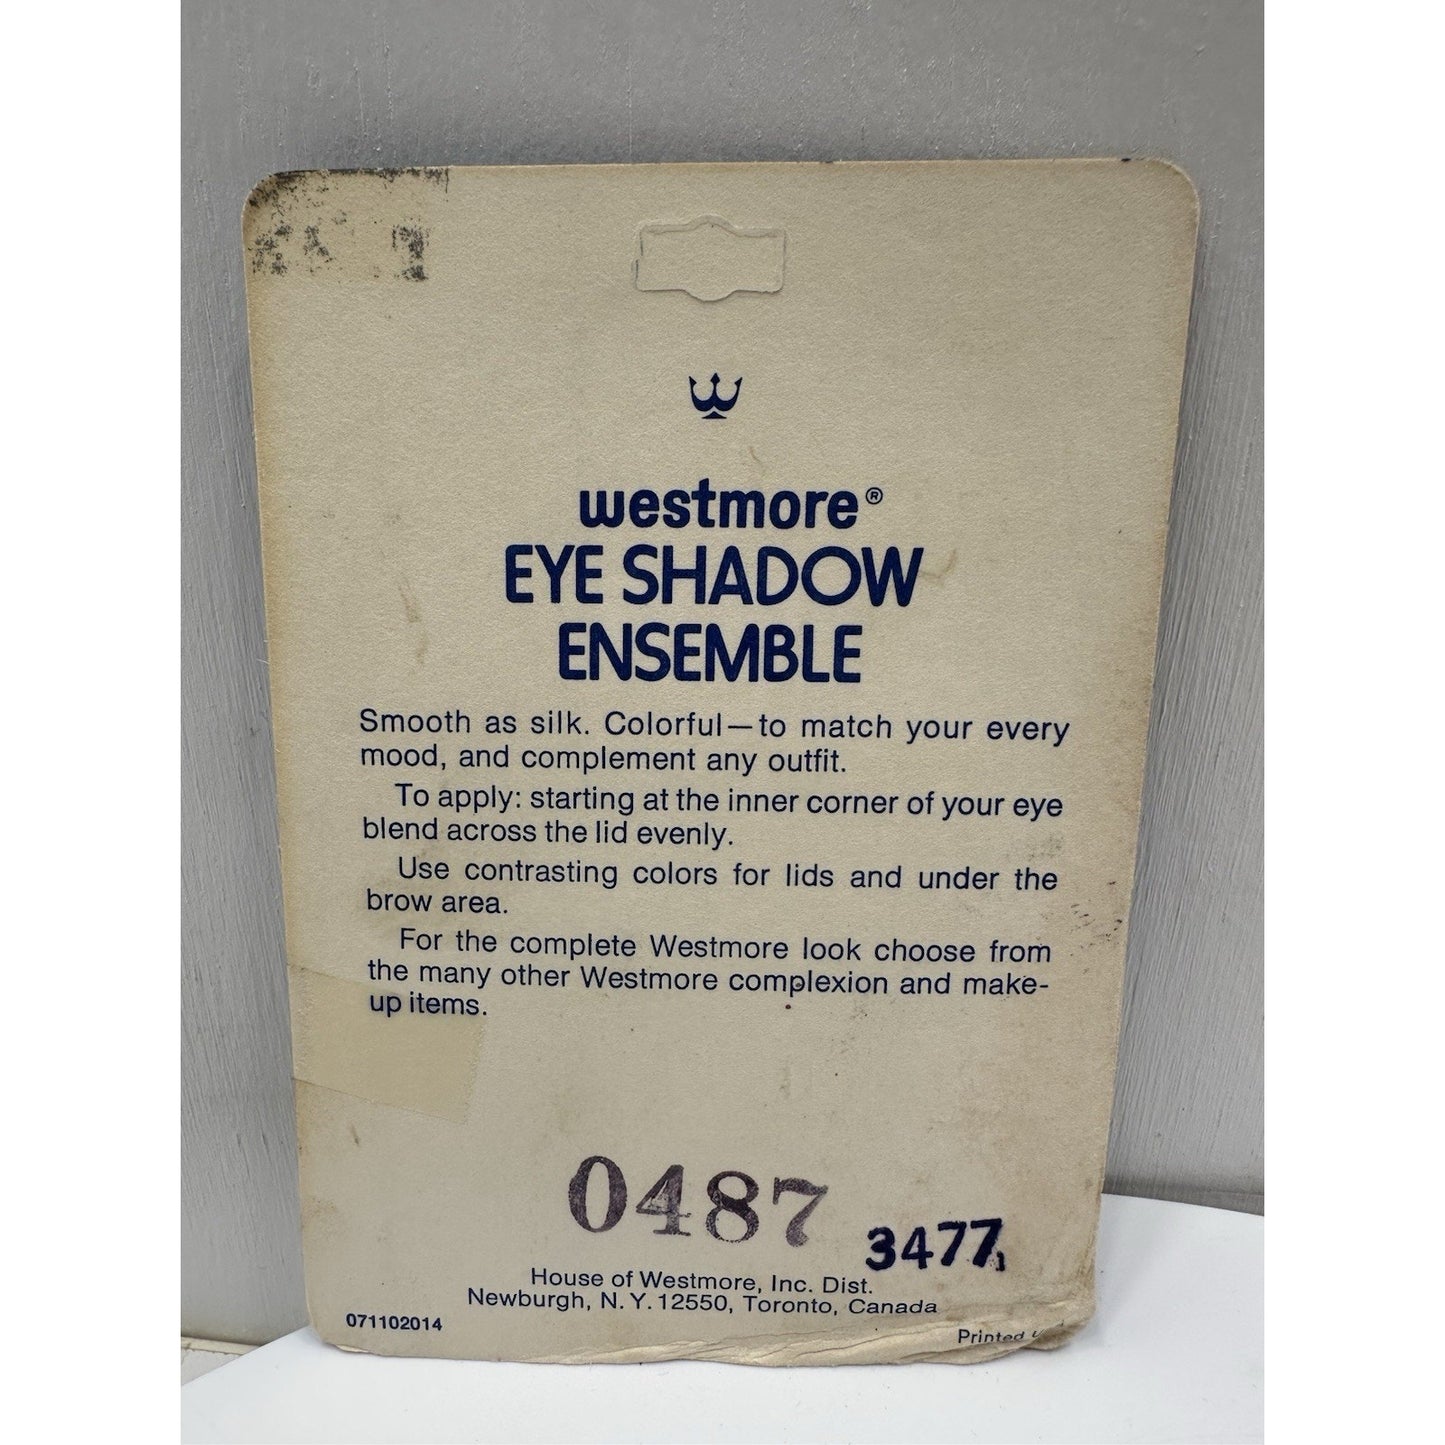 westmore®
EYE SHADOW
ENSEMBLE
Smooth as silk. Colorful—to match your every
mood, and complement any outfit.
To apply: starting at the inner corner of your eye
blend across the lid evenly.
Use contrasting colors for lids and under the
brow area.
For the complete Westmore look choose from
the many other Westmore complexion and make-
up items.
0487
3477
House of Westmore, Inc. Dist.
Newburgh, N.Y. 12550, Toronto, Canada
071102014
Printed